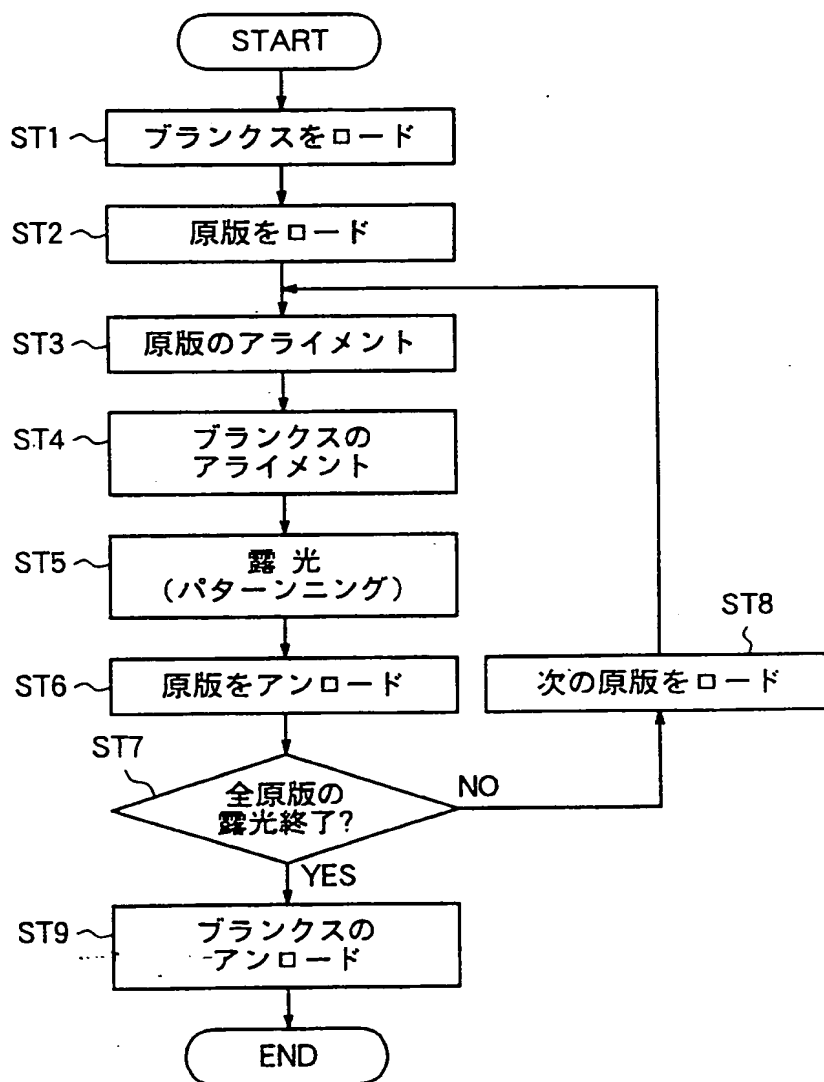 START
ST1
ブランクスをロード
ST2
原版をロード
ST3
原版のアライメント
ST4
ブランクスの
アライメント
ST5
露 光
(パターンニング)
ST8
ST6
原版をアンロード
次の原版をロード
ST7
全原版の
露光終了?
NO
YES
ST9
ブランクスの
アンロード
END